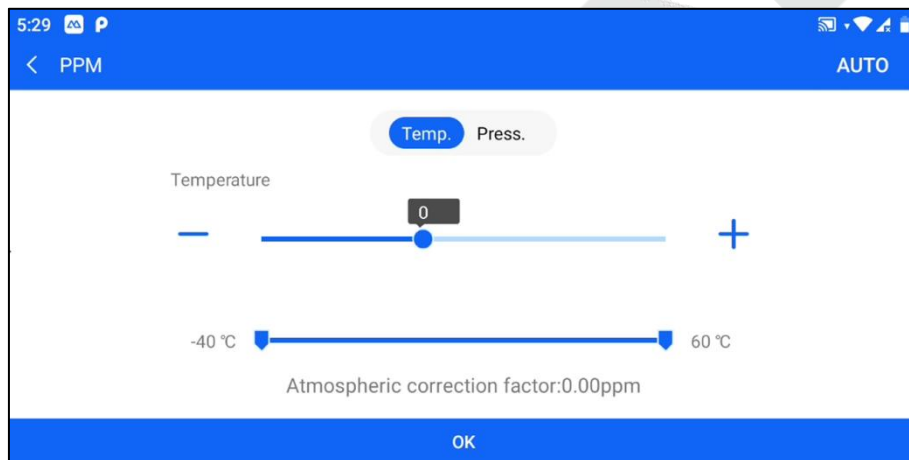 5:29
PPM AUTO
Temp. Press.
Temperature
0
-40 ℃ 60 ℃
Atmospheric correction factor:0.00ppm
OK